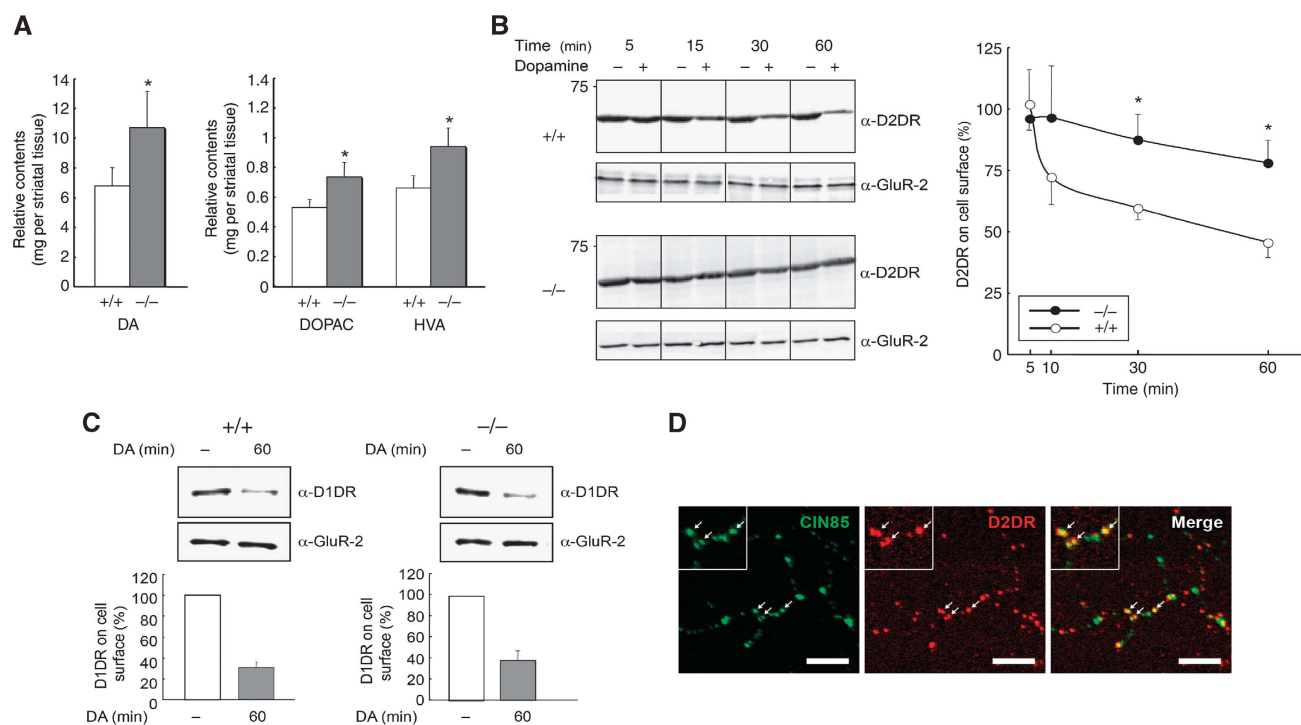 A
Relative contents
(mg per striatal tissue)
14
12
10
8
6
4
2
0
*
+/+ −/−
DA
Relative contents
(mg per striatal tissue)
1.4
1.2
1
0.8
0.6
0.4
0.2
0
*
*
+/+ −/− +/+ −/−
DOPAC HVA
B
Time (min) 5 15 30 60
Dopamine − + − + − + − +
75
+/+
α-D2DR
α-GluR-2
75
−/−
α-D2DR
α-GluR-2
D2DR on cell surface (%)
125
100
75
50
25
0
*
*
−/−
+/+
5 10 30 60
Time (min)
C
+/+
DA (min) − 60
α-D1DR
α-GluR-2
D1DR on cell
surface (%)
120
100
80
60
40
20
0
DA (min) − 60
−/−
DA (min) − 60
α-D1DR
α-GluR-2
D1DR on cell
surface (%)
120
100
80
60
40
20
0
DA (min) − 60
D
CIN85 D2DR Merge